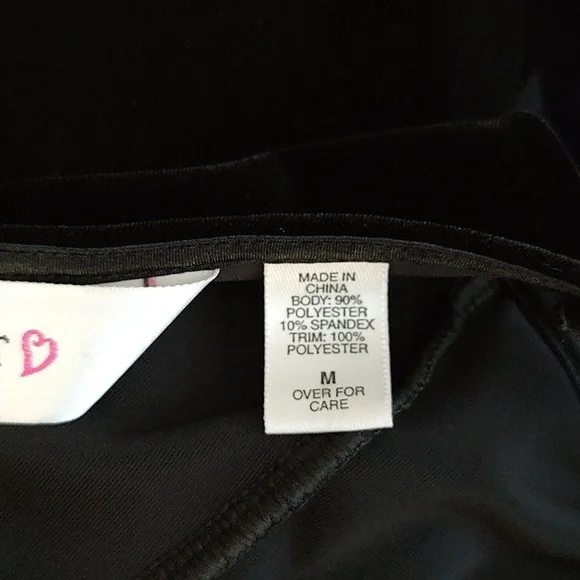 MADE IN
CHINA
BODY: 90%
POLYESTER
10% SPANDEX
TRIM: 100%
POLYESTER
M
OVER FOR
CARE